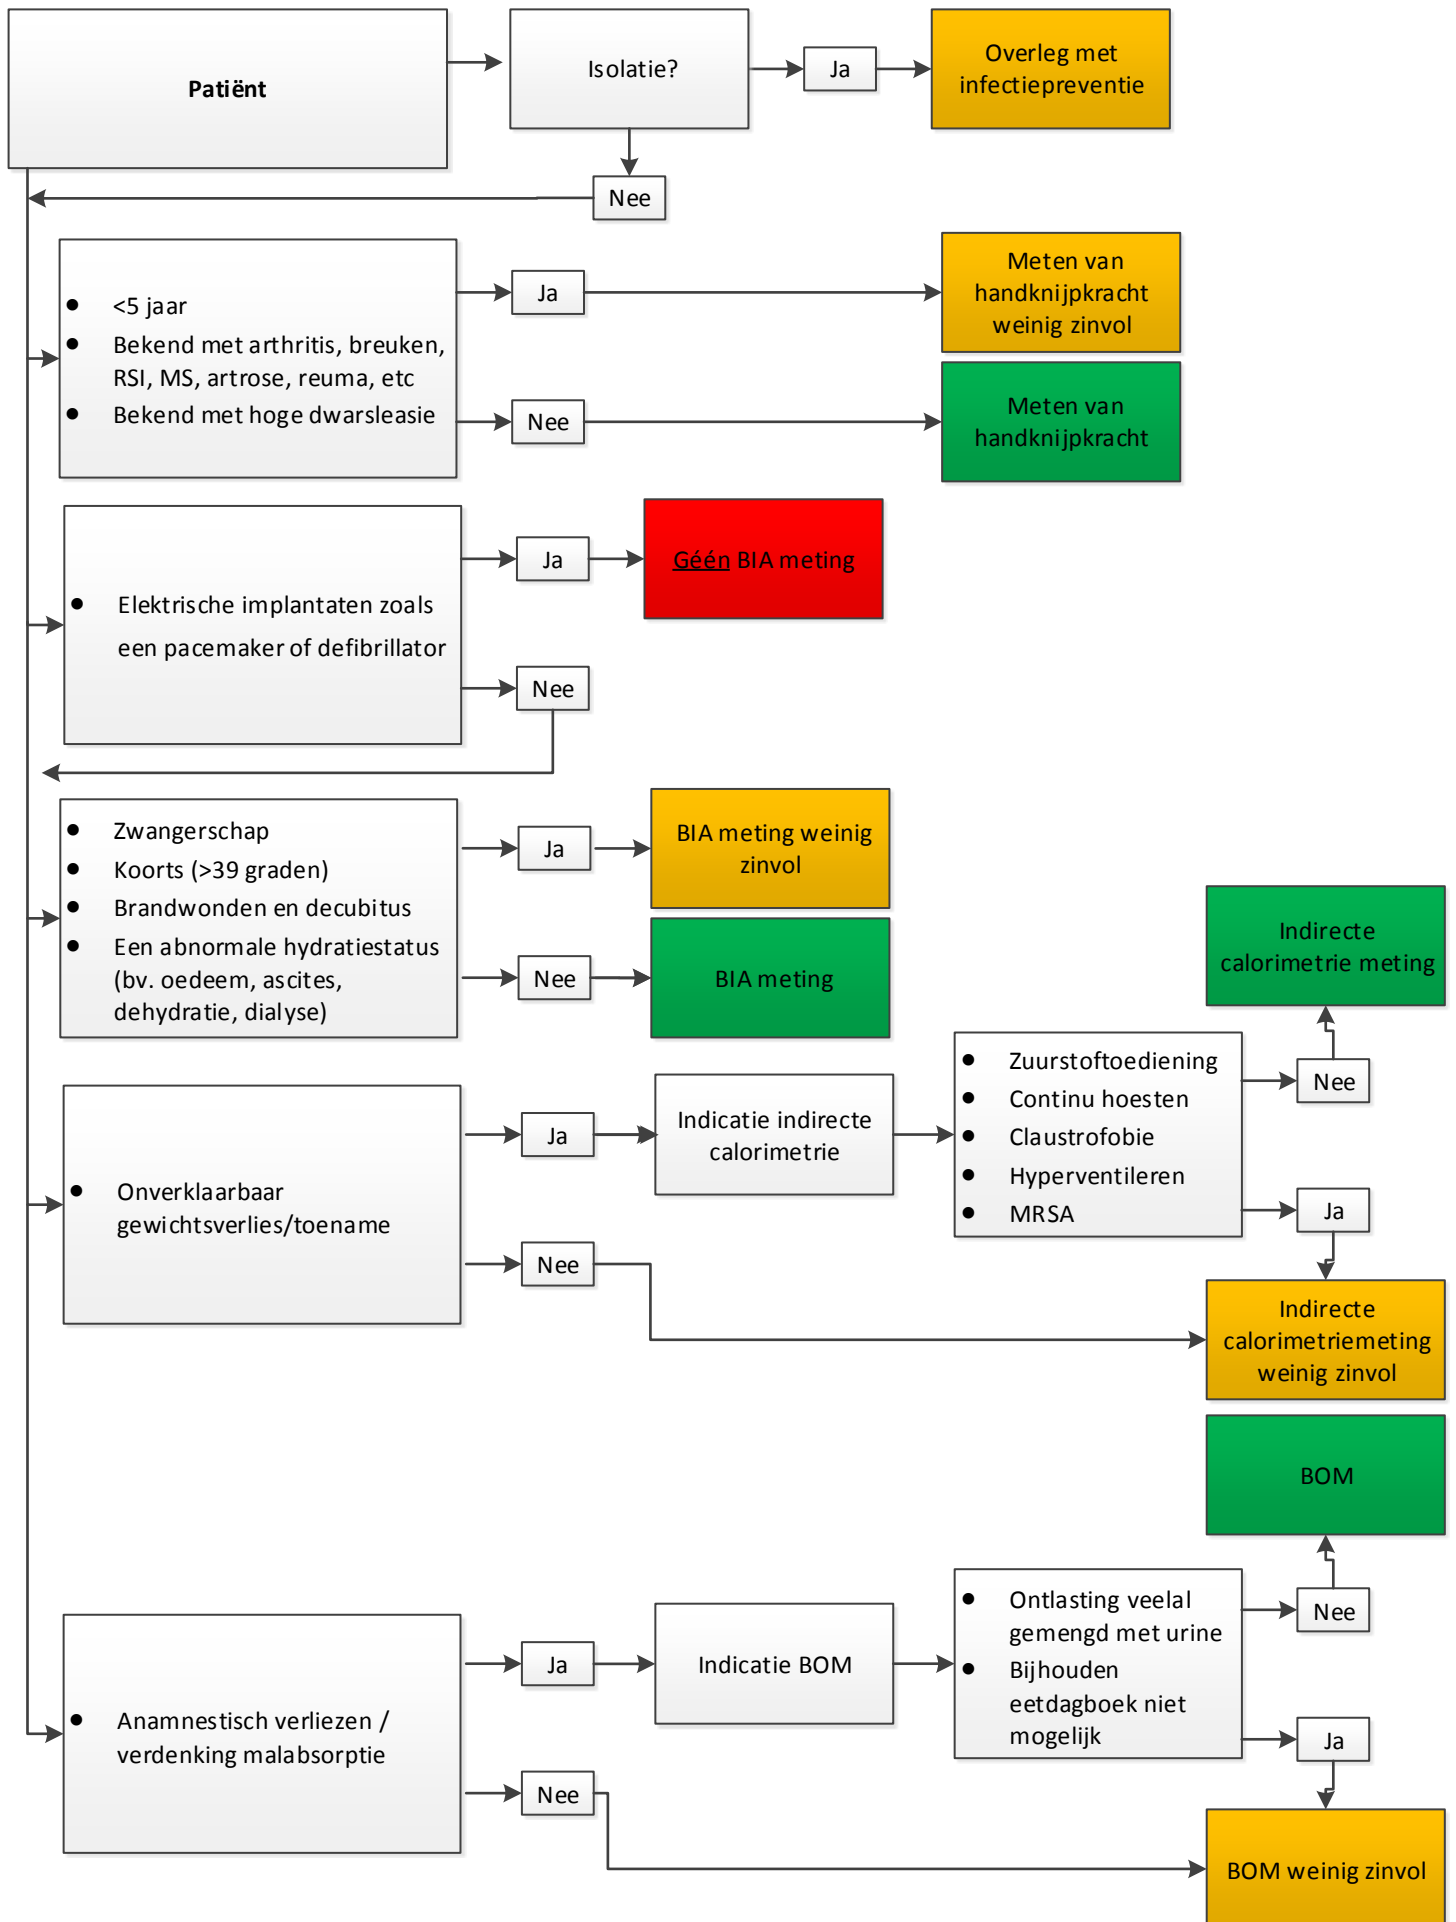 Patiënt
Isolatie?
Ja
Overleg met
infectiepreventie
Nee
• <5 jaar
• Bekend met arthritis, breuken,
RSI, MS, artrose, reuma, etc
• Bekend met hoge dwarsleasie
Ja
Meten van
handknijpkracht
weinig zinvol
Nee
Meten van
handknijpkracht
• Elektrische implantaten zoals
een pacemaker of defibrillator
Ja
Géén BIA meting
Nee
• Zwangerschap
• Koorts (>39 graden)
• Brandwonden en decubitus
• Een abnormale hydratiestatus
(bv. oedeem, ascites,
dehydratie, dialyse)
Ja
BIA meting weinig
zinvol
Nee
BIA meting
• Onverklaarbaar
gewichtsverlies/toename
Ja
Indicatie indirecte
calorimetrie
• Zuurstoftoediening
• Continu hoesten
• Claustrofobie
• Hyperventileren
• MRSA
Nee
Indirecte
calorimetrie meting
Ja
Nee
Indirecte
calorimetriemeting
weinig zinvol
• Anamnestisch verliezen /
verdenking malabsorptie
Ja
Indicatie BOM
• Ontlasting veelal
gemengd met urine
• Bijhouden
eetdagboek niet
mogelijk
Nee
BOM
Ja
Nee
BOM weinig zinvol